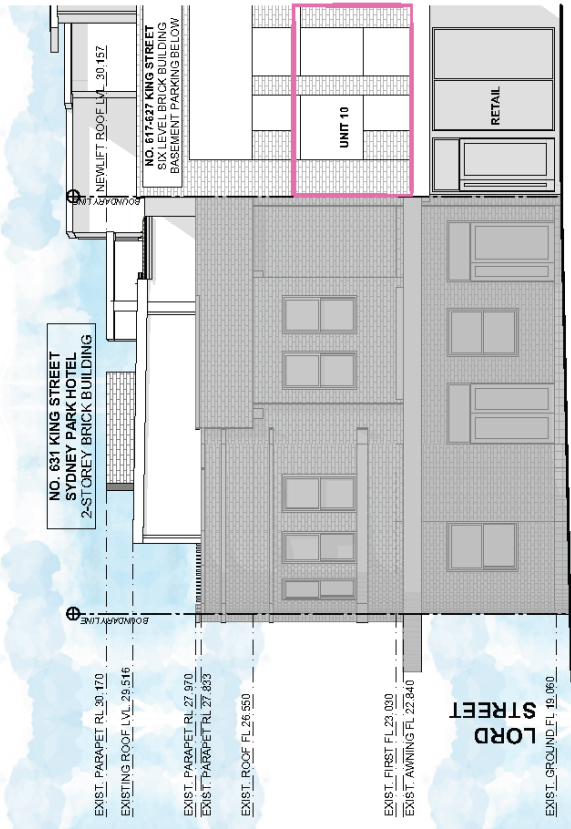 NO. 631 KING STREET
SYDNEY PARK HOTEL
2-STOREY BRICK BUILDING
NEWLIFT ROOF LVL 30.157
NO. 617-627 KING STREET
SIX LEVEL BRICK BUILDING
BASEMENT PARKING BELOW
BOUNDARY LINE
BOUNDARY LINE
UNIT 10
RETAIL
EXIST. PARAPET RL 30.170
EXISTING ROOF LVL. 29.516
EXIST. PARAPET RL 27.970
EXIST. PARAPET RL 27.833
EXIST. ROOF FL 26.550
EXIST. FIRST FL 23.030
EXIST. AWNING FL 22.840
EXIST. GROUND FL 19.060
LORD
STREET